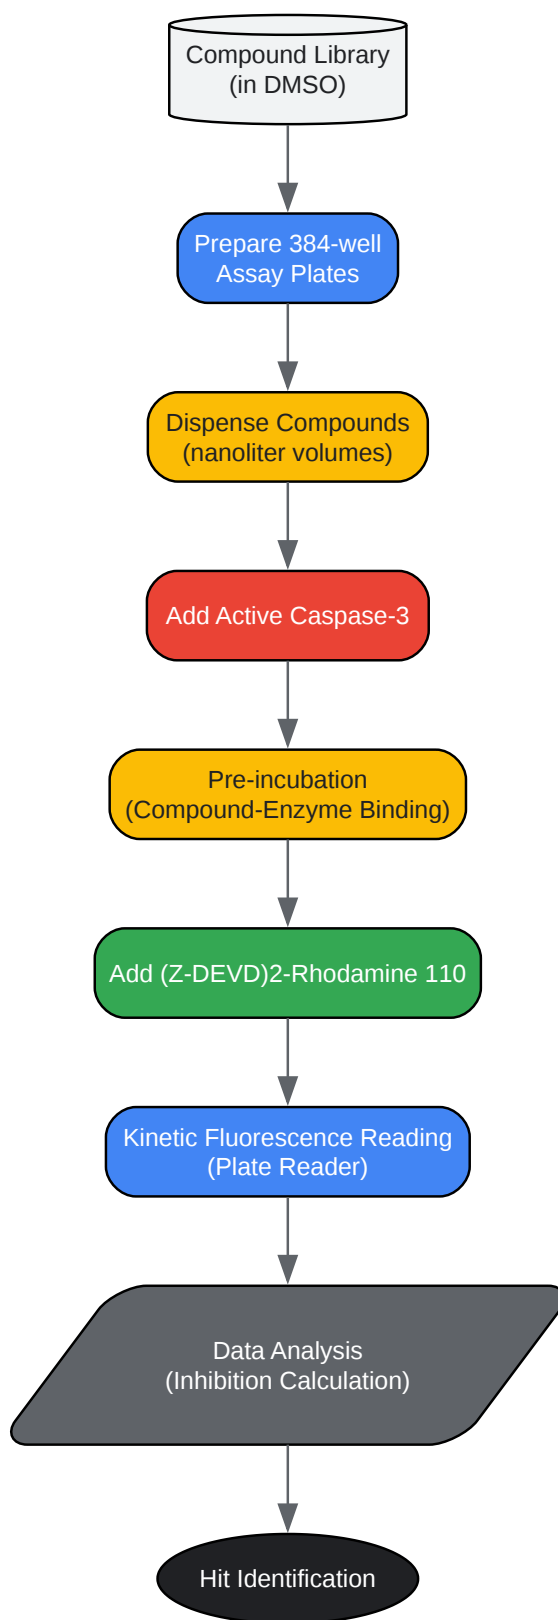 Compound Library
(in DMSO)
Prepare 384-well
Assay Plates
Dispense Compounds
(nanoliter volumes)
Add Active Caspase-3
Pre-incubation
(Compound-Enzyme Binding)
Add (Z-DEVD)2-Rhodamine 110
Kinetic Fluorescence Reading
(Plate Reader)
Data Analysis
(Inhibition Calculation)
Hit Identification